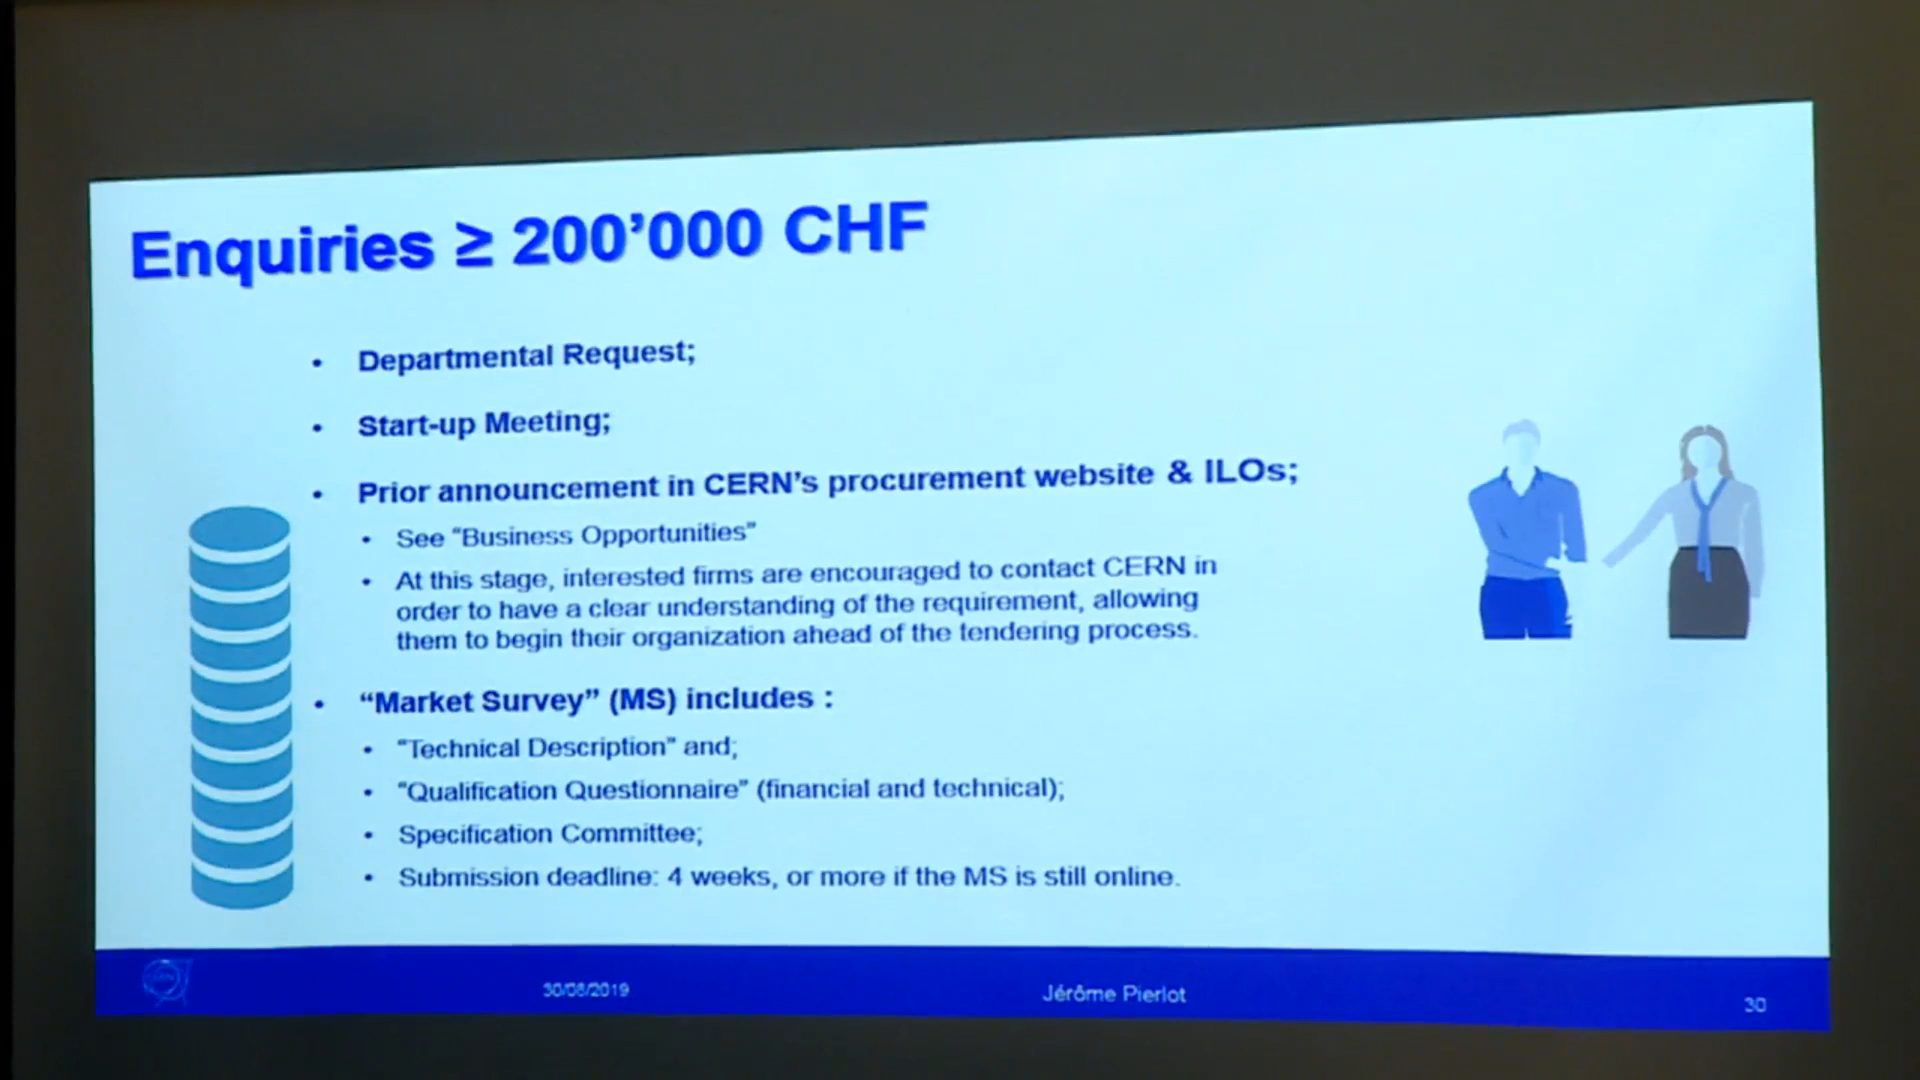 Enquiries ≥ 200’000 CHF
• Departmental Request;
• Start-up Meeting;
• Prior announcement in CERN’s procurement website & ILOs;
• See “Business Opportunities”
• At this stage, interested firms are encouraged to contact CERN in
order to have a clear understanding of the requirement, allowing
them to begin their organization ahead of the tendering process.
• “Market Survey” (MS) includes :
• “Technical Description” and;
• “Qualification Questionnaire” (financial and technical);
• Specification Committee;
• Submission deadline: 4 weeks, or more if the MS is still online.
Jérôme Pierlot
30